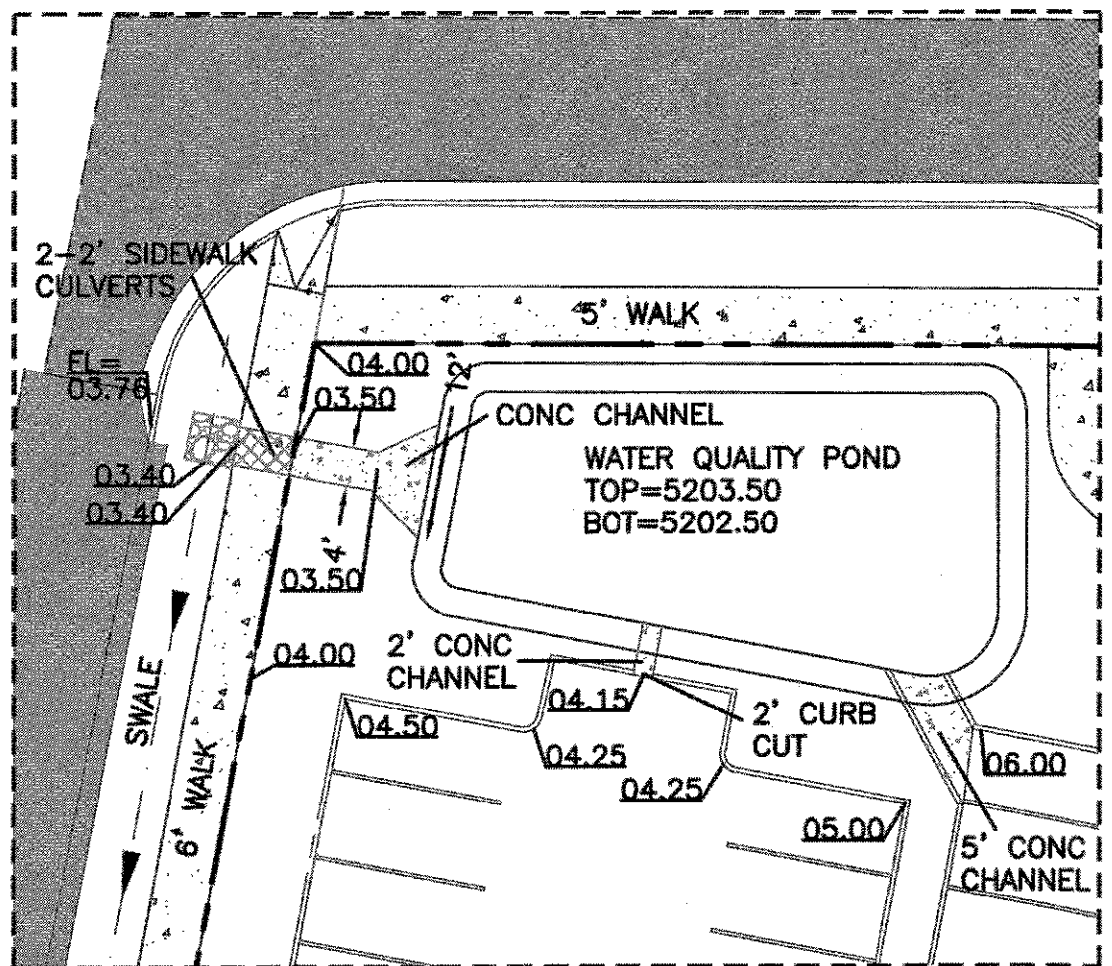 2-2' SIDEWALK
CULVERTS
5' WALK
FL=
03.76
04.00
12'
03.50
CONC CHANNEL
WATER QUALITY POND
TOP=5203.50
BOT=5202.50
03.40
03.40
4'
03.50
04.00
2' CONC
CHANNEL
SWALE
04.15
2' CURB
CUT
04.50
04.25
04.25
06.00
6' WALK
05.00
5' CONC
CHANNEL